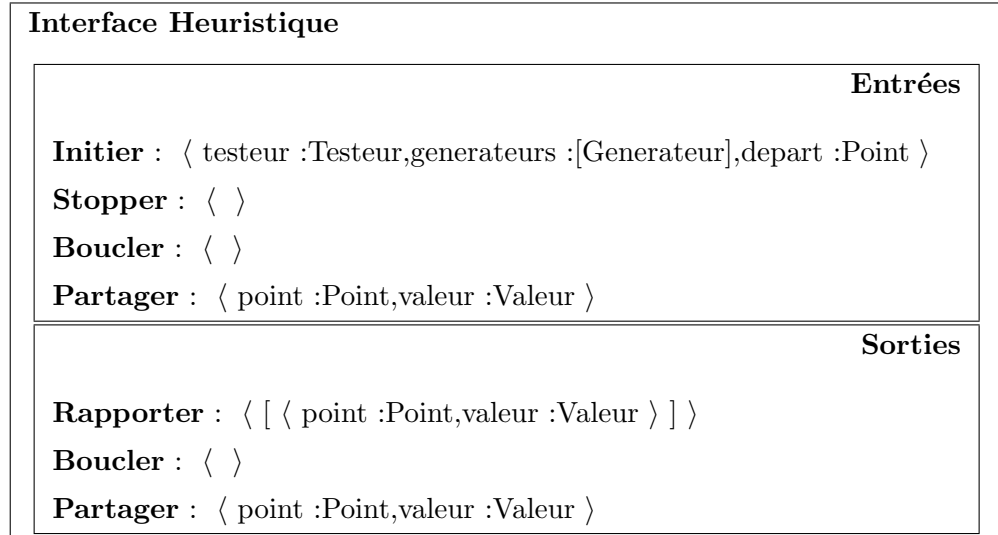 Interface Heuristique
Entrées
Initier : ⟨ testeur :Testeur,generateurs :[Generateur],depart :Point ⟩
Stopper : ⟨ ⟩
Boucler : ⟨ ⟩
Partager : ⟨ point :Point,valeur :Valeur ⟩
Sorties
Rapporter : ⟨ [ ⟨ point :Point,valeur :Valeur ⟩ ] ⟩
Boucler : ⟨ ⟩
Partager : ⟨ point :Point,valeur :Valeur ⟩